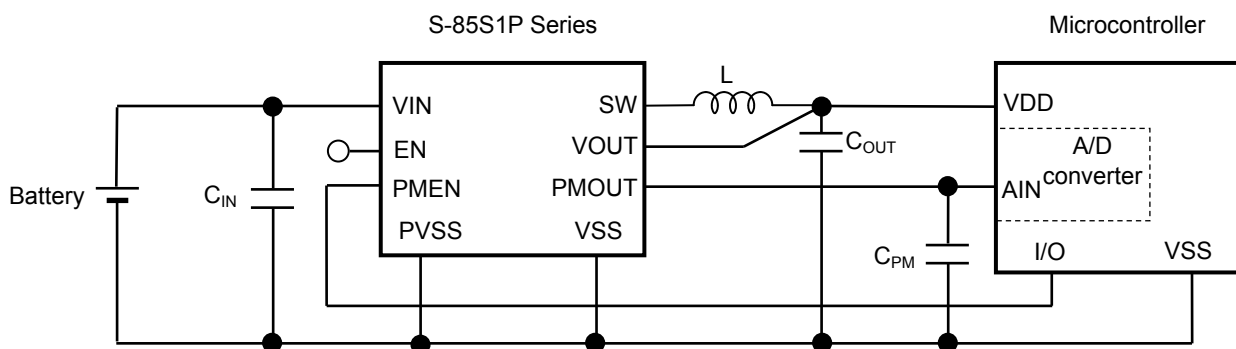 S-85S1P Series
Microcontroller
L
VIN
SW
VDD
EN
VOUT
COUT
A/D
converter
Battery
CIN
PMEN
PMOUT
AIN
PVSS
VSS
CPM
I/O
VSS